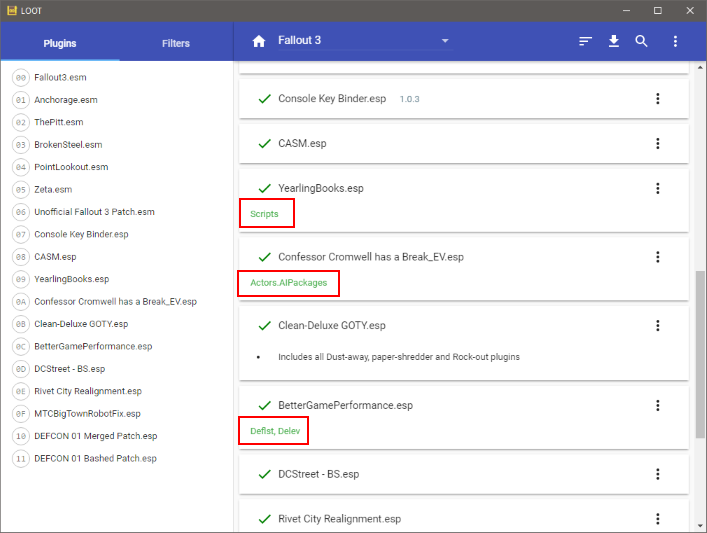 LOOT
Plugins
Filters
Fallout 3
00 Fallout3.esm
01 Anchorage.esm
02 ThePitt.esm
03 BrokenSteel.esm
04 PointLookout.esm
05 Zeta.esm
06 Unofficial Fallout 3 Patch.esm
07 Console Key Binder.esp
08 CASM.esp
09 YearlingBooks.esp
0A Confessor Cromwell has a Break_EV.esp
0B Clean-Deluxe GOTY.esp
0C BetterGamePerformance.esp
0D DCStreet - BS.esp
0E Rivet City Realignment.esp
0F MTCBigTownRobotFix.esp
10 DEFCON 01 Merged Patch.esp
11 DEFCON 01 Bashed Patch.esp
Console Key Binder.esp 1.0.3
CASM.esp
YearlingBooks.esp
Scripts
Confessor Cromwell has a Break_EV.esp
Actors.AIPackages
Clean-Deluxe GOTY.esp
• Includes all Dust-away, paper-shredder and Rock-out plugins
BetterGamePerformance.esp
Deflst, Delev
DCStreet - BS.esp
Rivet City Realignment.esp